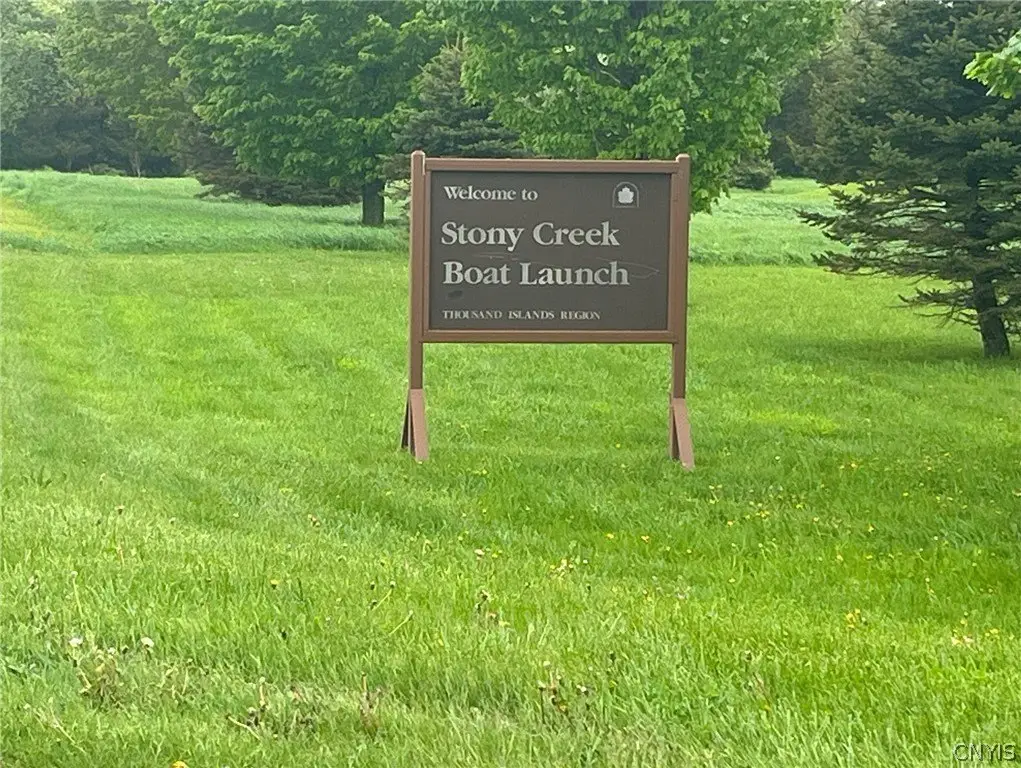 Welcome to
Stony Creek
Boat Launch
THOUSAND ISLANDS REGION
CNYIS